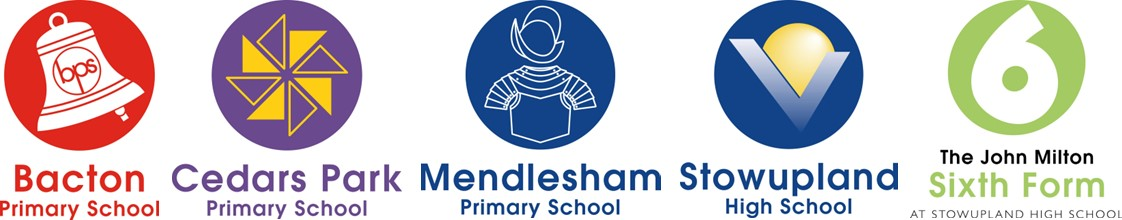 bps
Bacton
Primary School
Cedars Park
Primary School
Mendlesham
Primary School
Stowupland
High School
6
The John Milton
Sixth Form
AT STOWUPLAND HIGH SCHOOL